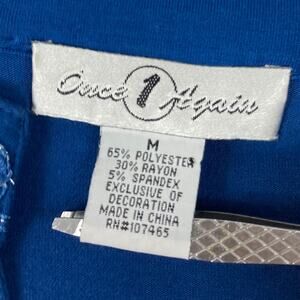 Once 1 Again
M
65% POLYESTER
30% RAYON
5% SPANDEX
EXCLUSIVE OF
DECORATION
MADE IN CHINA
RN#107465